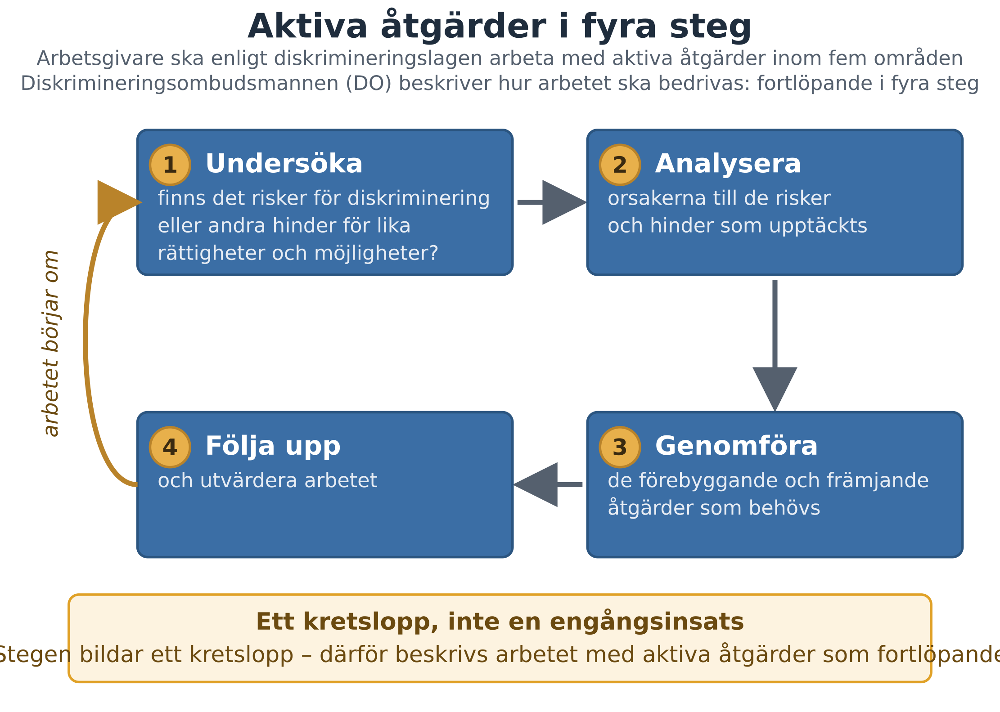 Aktiva åtgärder i fyra steg
Arbetsgivare ska enligt diskrimineringslagen arbeta med aktiva åtgärder inom fem områden
Diskrimineringsombudsmannen (DO) beskriver hur arbetet ska bedrivas: fortlöpande i fyra steg
1 Undersöka
finns det risker för diskriminering
eller andra hinder för lika
rättigheter och möjligheter?
2 Analysera
orsakerna till de risker
och hinder som upptäckts
arbetet börjar om
3 Genomföra
de förebyggande och främjande
åtgärder som behövs
4 Följa upp
och utvärdera arbetet
Ett kretslopp, inte en engångsinsats
Stegen bildar ett kretslopp – därför beskrivs arbetet med aktiva åtgärder som fortlöpande